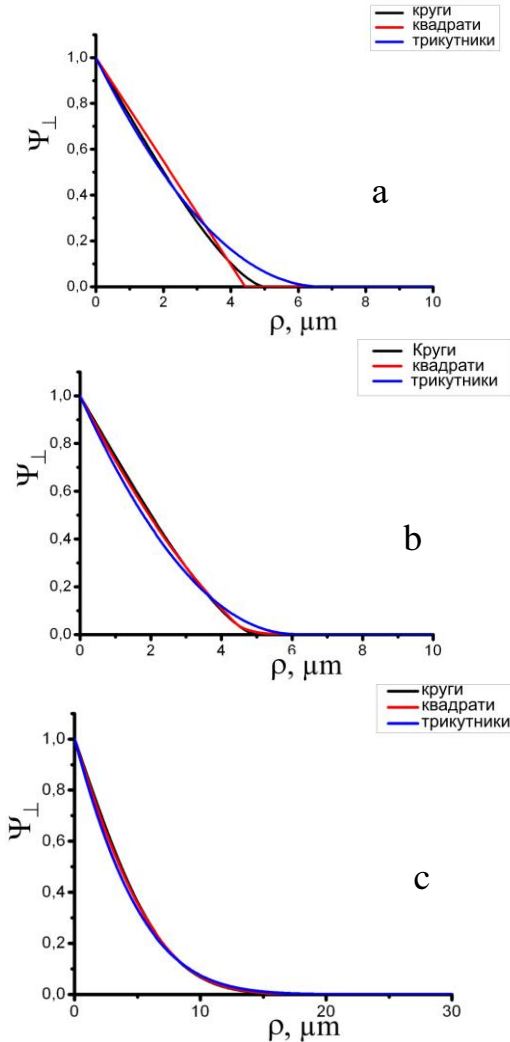 круги
квадрати
трикутники
Ψ⊥
1,0
0,8
0,6
0,4
0,2
0,0
a
0 2 4 6 8 10
ρ, µm
Круги
квадрати
трикутники
Ψ⊥
1,0
0,8
0,6
0,4
0,2
0,0
b
0 2 4 6 8 10
ρ, µm
круги
квадрати
трикутники
Ψ⊥
1,0
0,8
0,6
0,4
0,2
0,0
c
0 10 20 30
ρ, µm